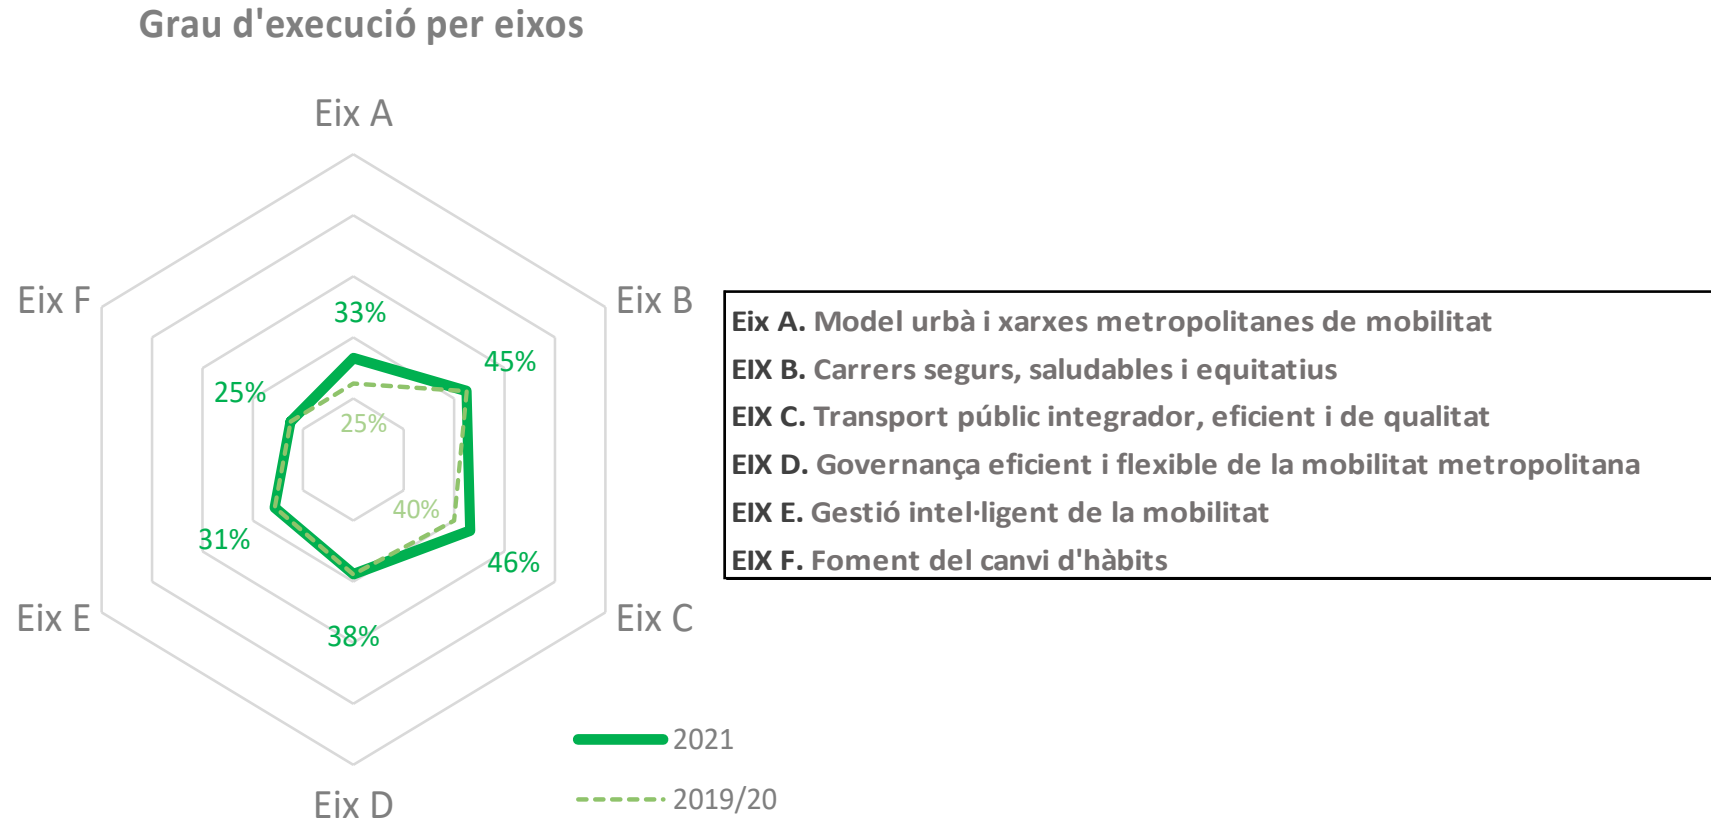 Grau d'execució per eixos
Eix A
Eix F
Eix B
33%
45%
25%
25%
40%
31%
46%
38%
Eix E
Eix C
Eix D
2021
2019/20
Eix A. Model urbà i xarxes metropolitanes de mobilitat
EIX B. Carrers segurs, saludables i equitatius
EIX C. Transport públic integrador, eficient i de qualitat
EIX D. Governança eficient i flexible de la mobilitat metropolitana
EIX E. Gestió intel·ligent de la mobilitat
EIX F. Foment del canvi d'hàbits